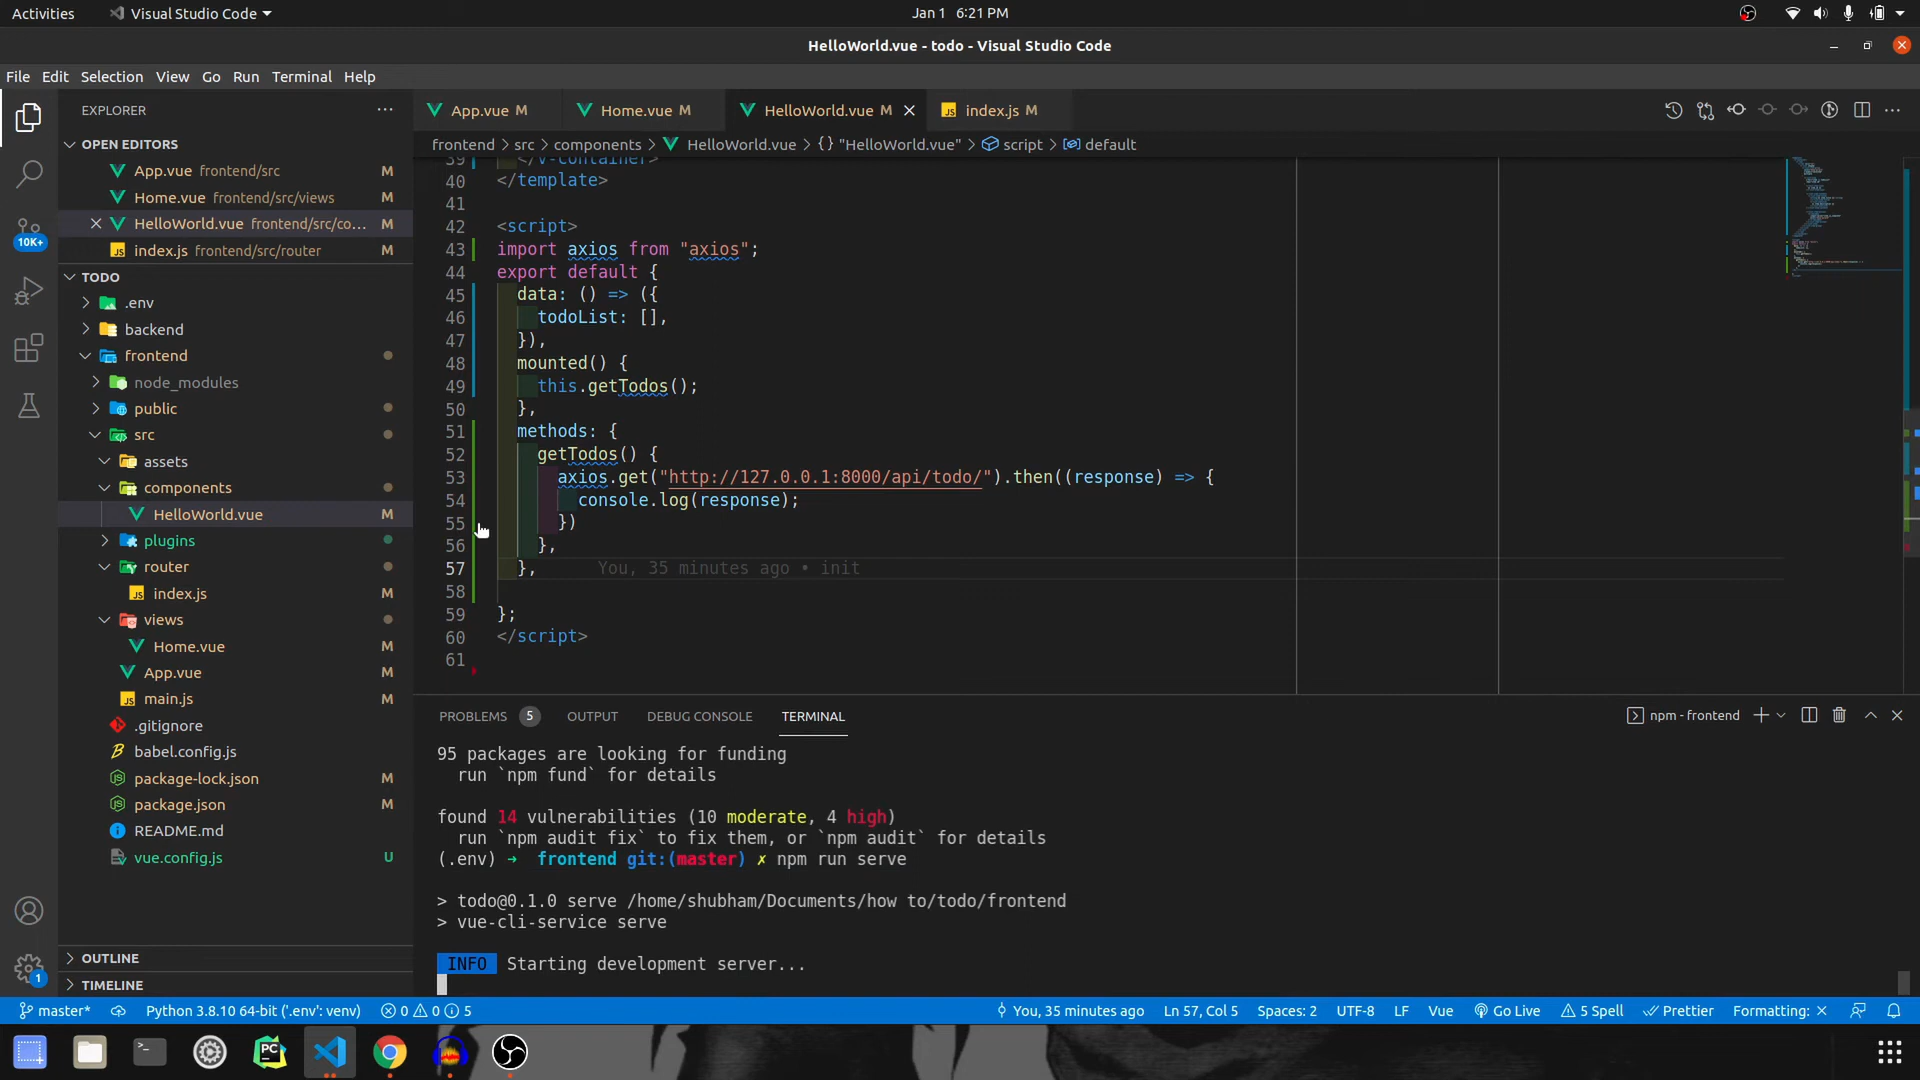 Activities
Visual Studio Code
Jan 1 6:21 PM
HelloWorld.vue - todo - Visual Studio Code
File Edit Selection View Go Run Terminal Help
EXPLORER
App.vue M
Home.vue M
HelloWorld.vue M
index.js M
OPEN EDITORS
App.vue frontend/src M
Home.vue frontend/src/views M
HelloWorld.vue frontend/src/co... M
index.js frontend/src/router M
TODO
.env
backend
frontend
node_modules
public
src
assets
components
HelloWorld.vue M
plugins
router
index.js M
views
Home.vue M
App.vue M
main.js M
.gitignore
babel.config.js
package-lock.json M
package.json M
README.md
vue.config.js U
OUTLINE
TIMELINE
10K+
1
frontend > src > components > HelloWorld.vue > {} "HelloWorld.vue" > script > default
39 </v-container>
40 </template>
41
42 <script>
43 import axios from "axios";
44 export default {
45 data: () => ({
46 todoList: [],
47 }),
48 mounted() {
49 this.getTodos();
50 },
51 methods: {
52 getTodos() {
53 axios.get("http://127.0.0.1:8000/api/todo/").then((response) => {
54 console.log(response);
55 })
56 },
57 }, You, 35 minutes ago • init
58
59 };
60 </script>
61
PROBLEMS 5 OUTPUT DEBUG CONSOLE TERMINAL
npm - frontend
95 packages are looking for funding
run `npm fund` for details
found 14 vulnerabilities (10 moderate, 4 high)
run `npm audit fix` to fix them, or `npm audit` for details
(.env) ➜ frontend git:(master) ✗ npm run serve
> todo@0.1.0 serve /home/shubham/Documents/how to/todo/frontend
> vue-cli-service serve
INFO Starting development server...
master* Python 3.8.10 64-bit ('.env': venv) 0 0 5
You, 35 minutes ago Ln 57, Col 5 Spaces: 2 UTF-8 LF Vue Go Live 5 Spell Prettier Formatting: ×
PC